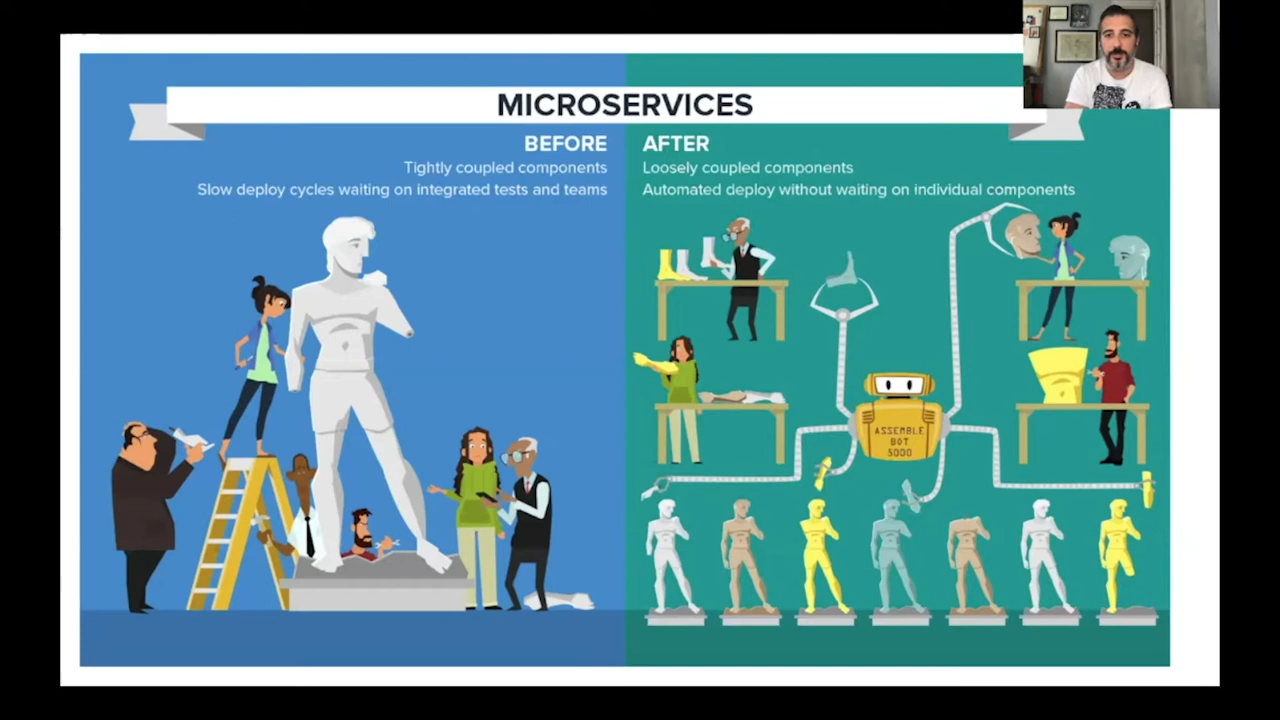 MICROSERVICES
BEFORE
Tightly coupled components
Slow deploy cycles waiting on integrated tests and teams
AFTER
Loosely coupled components
Automated deploy without waiting on individual components
ASSEMBLE
BOT
5000